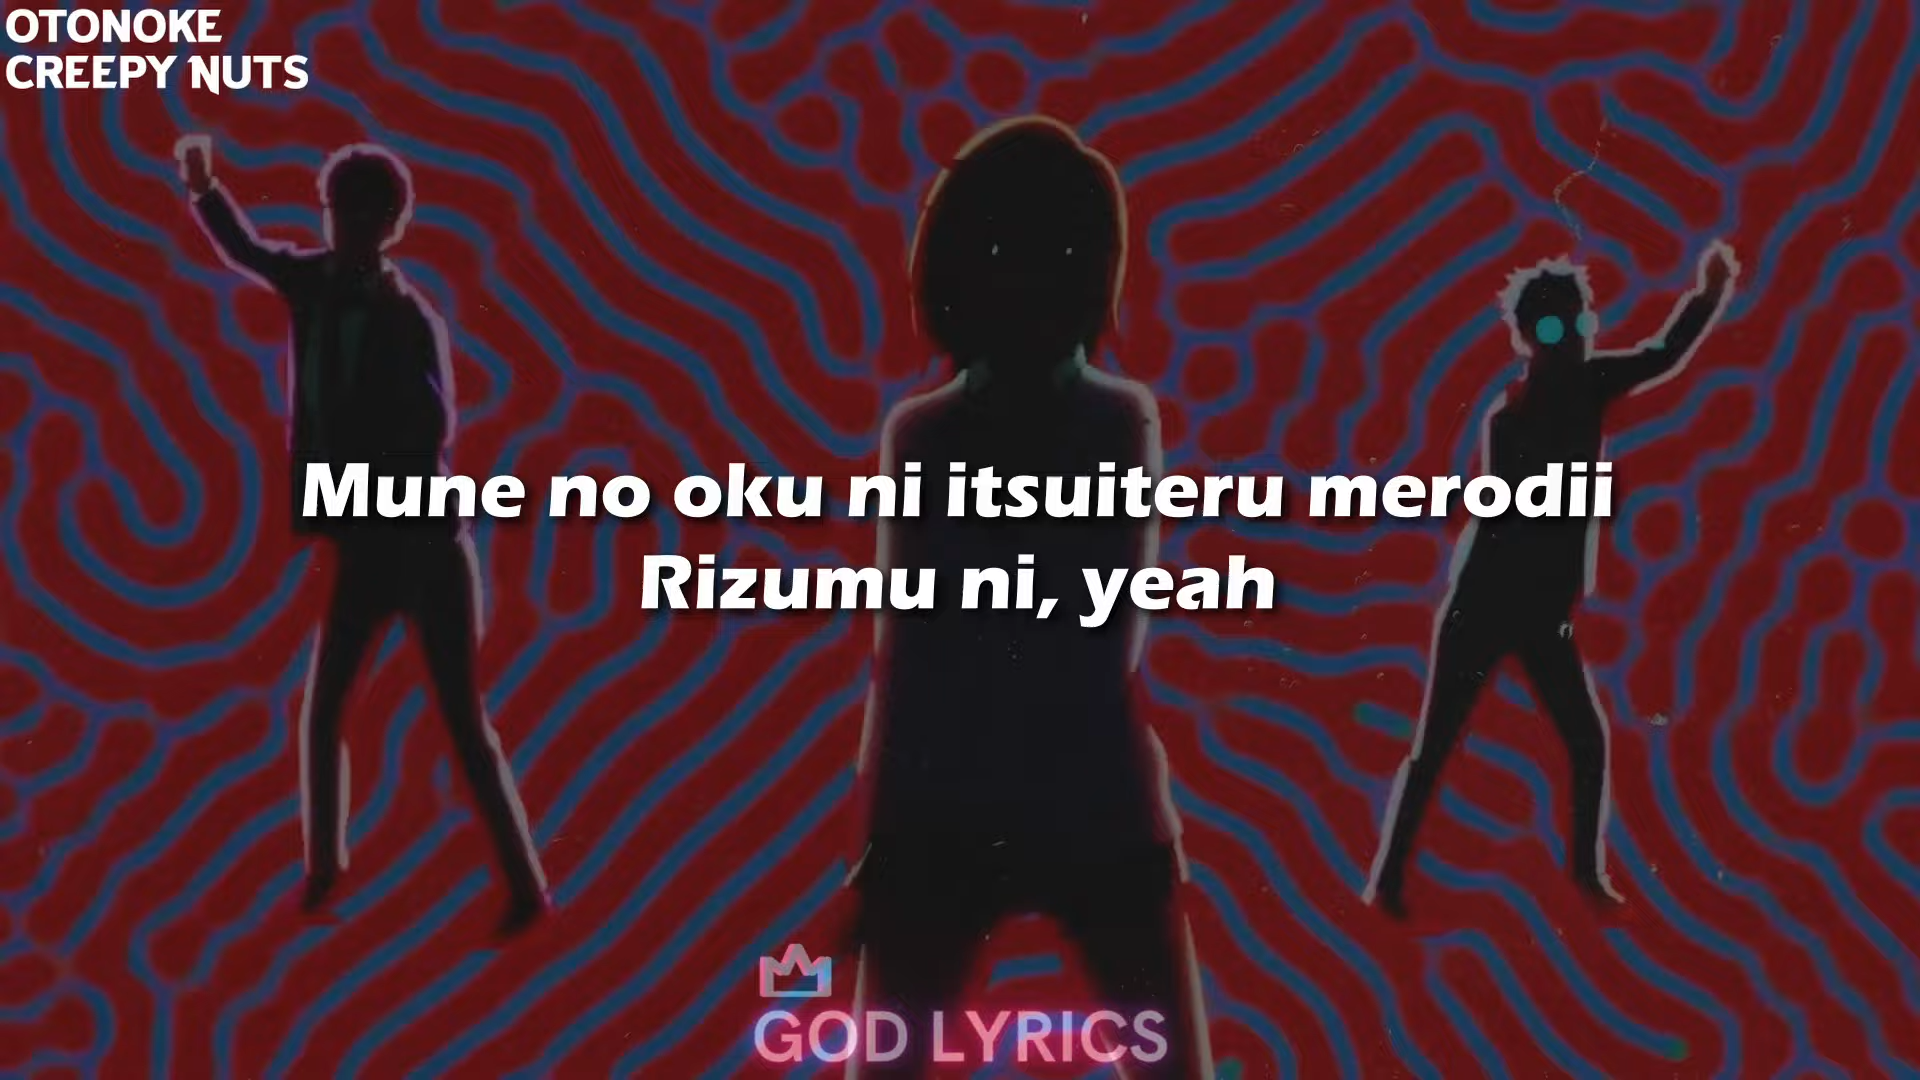 OTONOKE
CREEPY NUTS
Mune no oku ni itsuiteru merodii
Rizumu ni, yeah
GOD LYRICS